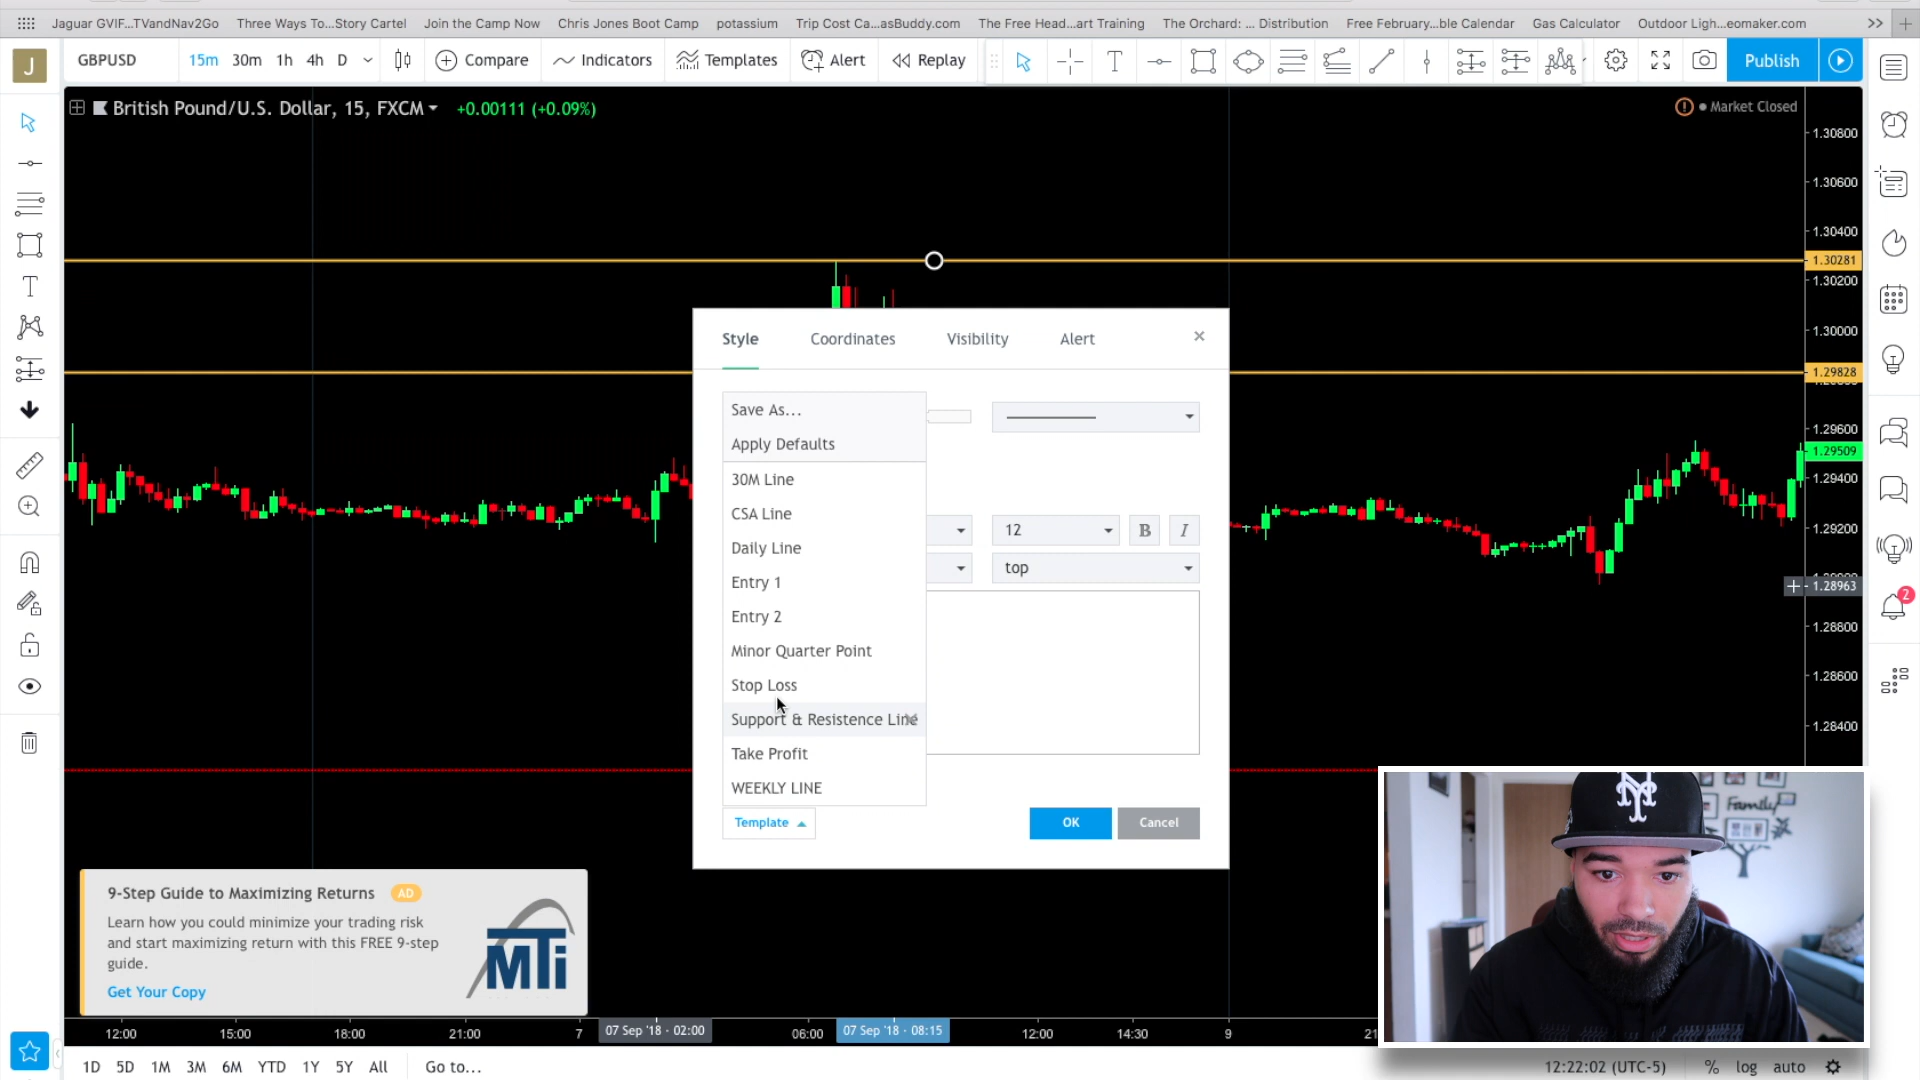 Jaguar GVIF...TVandNav2Go
Three Ways To...Story Cartel
Join the Camp Now
Chris Jones Boot Camp
potassium
Trip Cost Ca...asBuddy.com
The Free Head...art Training
The Orchard: ... Distribution
Free February...ble Calendar
Gas Calculator
Outdoor Ligh...eomaker.com
>>
J
GBPUSD
15m
30m
1h
4h
D
Compare
Indicators
Templates
Alert
Replay
T
Publish
British Pound/U.S. Dollar, 15, FXCM
+0.00111 (+0.09%)
Market Closed
1.30800
1.30600
1.30400
1.30281
1.30200
1.30000
1.29828
1.29600
1.29509
1.29400
1.29200
1.28963
1.28800
1.28600
1.28400
2
T
Style
Coordinates
Visibility
Alert
Save As...
Apply Defaults
30M Line
CSA Line
Daily Line
Entry 1
Entry 2
Minor Quarter Point
Stop Loss
Support & Resistence Line
Take Profit
WEEKLY LINE
12
B
I
top
Template
OK
Cancel
9-Step Guide to Maximizing Returns
AD
Learn how you could minimize your trading risk
and start maximizing return with this FREE 9-step
guide.
Get Your Copy
MTi
NY
Family
12:00
15:00
18:00
21:00
7
07 Sep '18 - 02:00
06:00
07 Sep '18 - 08:15
12:00
14:30
9
21
1D
5D
1M
3M
6M
YTD
1Y
5Y
All
Go to...
12:22:02 (UTC-5)
%
log
auto